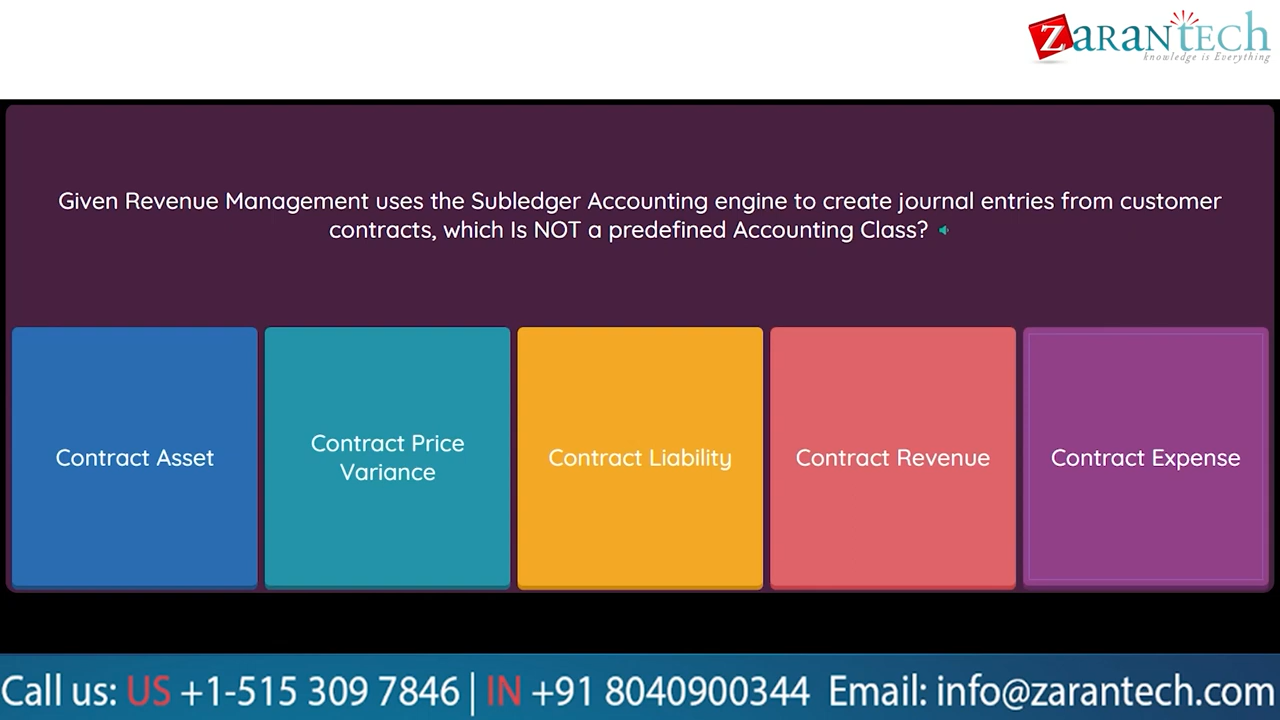 ZARANTECH
knowledge is Everything
Given Revenue Management uses the Subledger Accounting engine to create journal entries from customer
contracts, which Is NOT a predefined Accounting Class?
Contract Asset
Contract Price
Variance
Contract Liability
Contract Revenue
Contract Expense
Call us: US +1-515 309 7846 | IN +91 8040900344 Email: info@zarantech.com